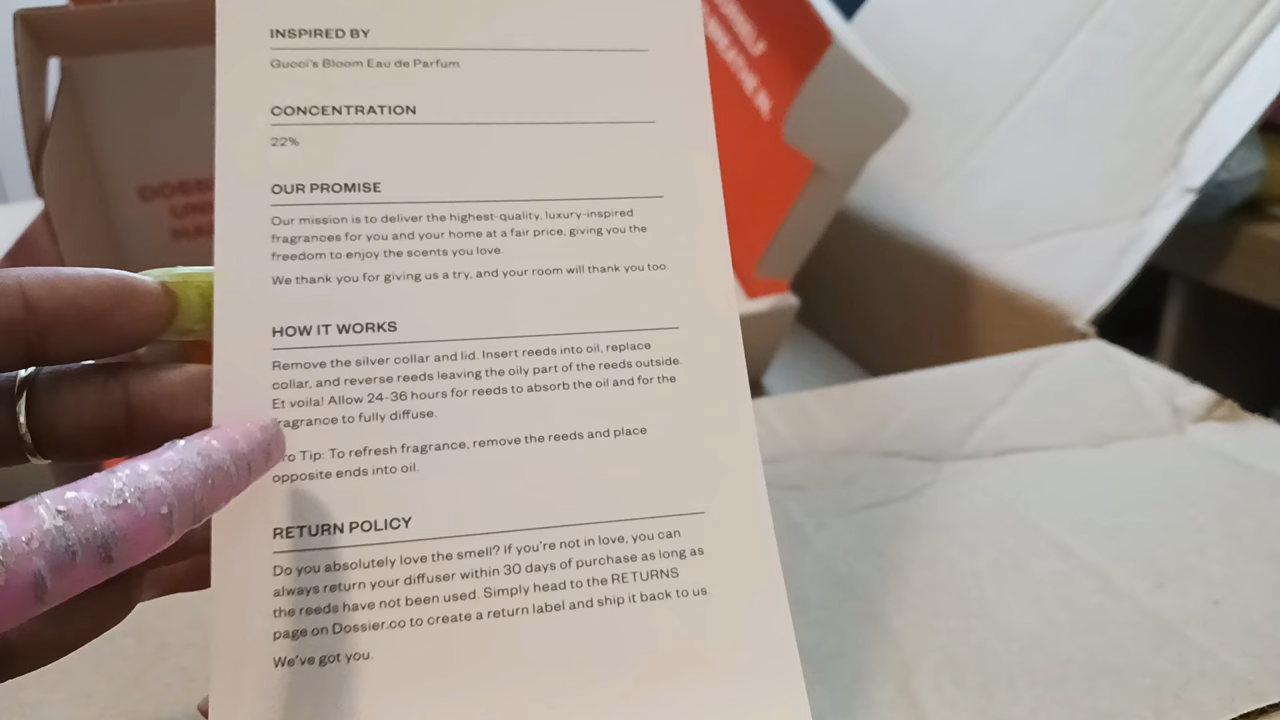 INSPIRED BY
Gucci's Bloom Eau de Parfum
CONCENTRATION
22%
OUR PROMISE
Our mission is to deliver the highest-quality, luxury-inspired
fragrances for you and your home at a fair price, giving you the
freedom to enjoy the scents you love.
We thank you for giving us a try, and your room will thank you too.
HOW IT WORKS
Remove the silver collar and lid. Insert reeds into oil, replace
collar, and reverse reeds leaving the oily part of the reeds outside.
Et voila! Allow 24-36 hours for reeds to absorb the oil and for the
ragrance to fully diffuse.
ro Tip: To refresh fragrance, remove the reeds and place
opposite ends into oil.
RETURN POLICY
Do you absolutely love the smell? If you're not in love, you can
always return your diffuser within 30 days of purchase as long as
the reeds have not been used. Simply head to the RETURNS
page on Dossier.co to create a return label and ship it back to us.
We've got you.